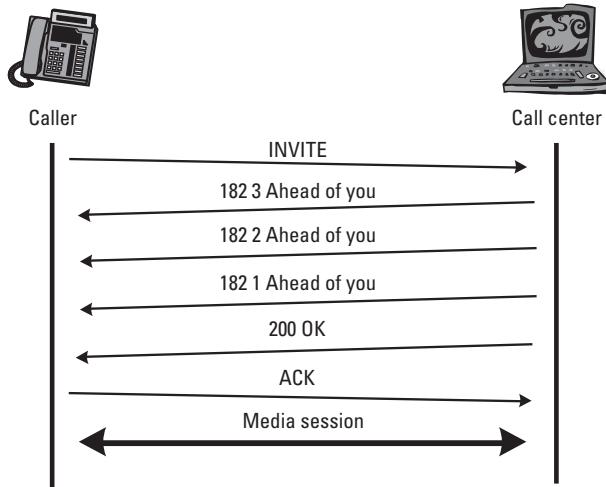 Caller
Call center
INVITE
182 3 Ahead of you
182 2 Ahead of you
182 1 Ahead of you
200 OK
ACK
Media session